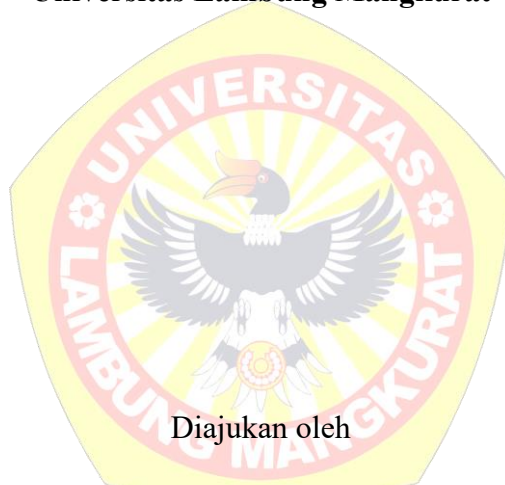 Universitas Lambung Mangkurat
UNIVERSITAS
LAMBUNG MANGKURAT
Diajukan oleh